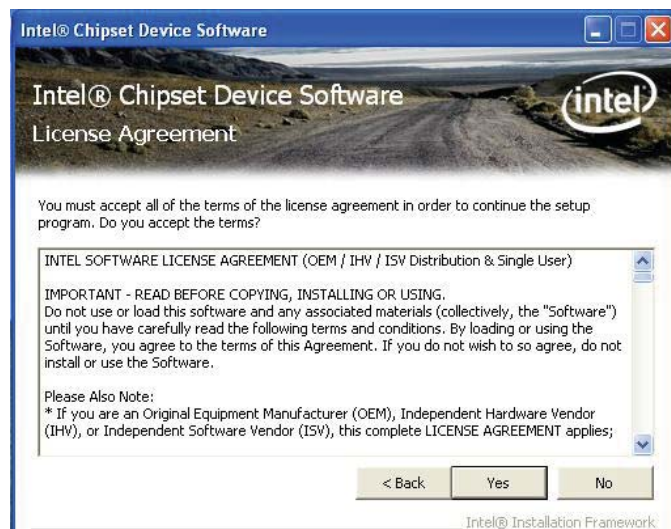 Intel® Chipset Device Software
Intel® Chipset Device Software
intel
License Agreement
You must accept all of the terms of the license agreement in order to continue the setup
program. Do you accept the terms?
INTEL SOFTWARE LICENSE AGREEMENT (OEM / IHV / ISV Distribution & Single User)
IMPORTANT - READ BEFORE COPYING, INSTALLING OR USING.
Do not use or load this software and any associated materials (collectively, the "Software")
until you have carefully read the following terms and conditions. By loading or using the
Software, you agree to the terms of this Agreement. If you do not wish to so agree, do not
install or use the Software.
Please Also Note:
* If you are an Original Equipment Manufacturer (OEM), Independent Hardware Vendor
(IHV), or Independent Software Vendor (ISV), this complete LICENSE AGREEMENT applies;
< Back Yes No
Intel® Installation Framework